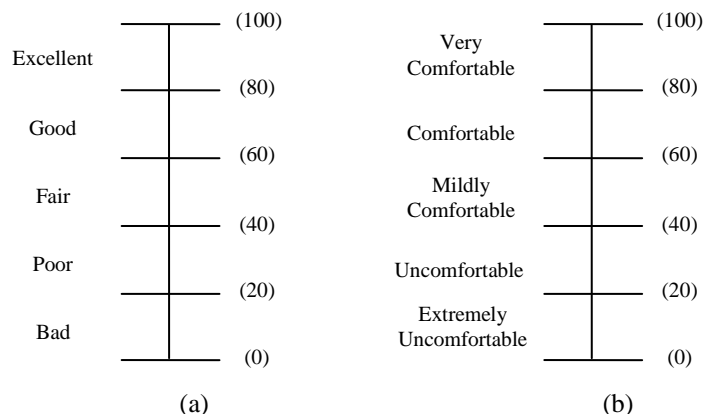 (100)
Excellent
(80)
Good
(60)
Fair
(40)
Poor
(20)
Bad
(0)
(a)
(100)
Very
Comfortable
(80)
Comfortable
(60)
Mildly
Comfortable
(40)
Uncomfortable
(20)
Extremely
Uncomfortable
(0)
(b)